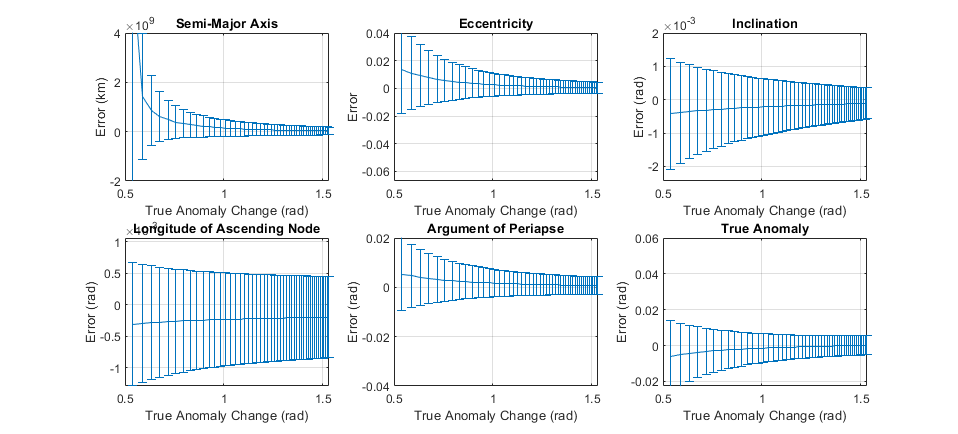 Semi-Major Axis
×10^9
4
2
0
-2
Error (km)
0.5 1 1.5
True Anomaly Change (rad)
Eccentricity
0.04
0.02
0
-0.02
-0.04
-0.06
Error
0.5 1 1.5
True Anomaly Change (rad)
Inclination
×10^-3
2
1
0
-1
-2
Error (rad)
0.5 1 1.5
True Anomaly Change (rad)
Longitude of Ascending Node
1
0.5
0
-0.5
-1
Error (rad)
0.5 1 1.5
True Anomaly Change (rad)
Argument of Periapse
0.02
0
-0.02
-0.04
Error (rad)
0.5 1 1.5
True Anomaly Change (rad)
True Anomaly
0.06
0.04
0.02
0
-0.02
Error (rad)
0.5 1 1.5
True Anomaly Change (rad)